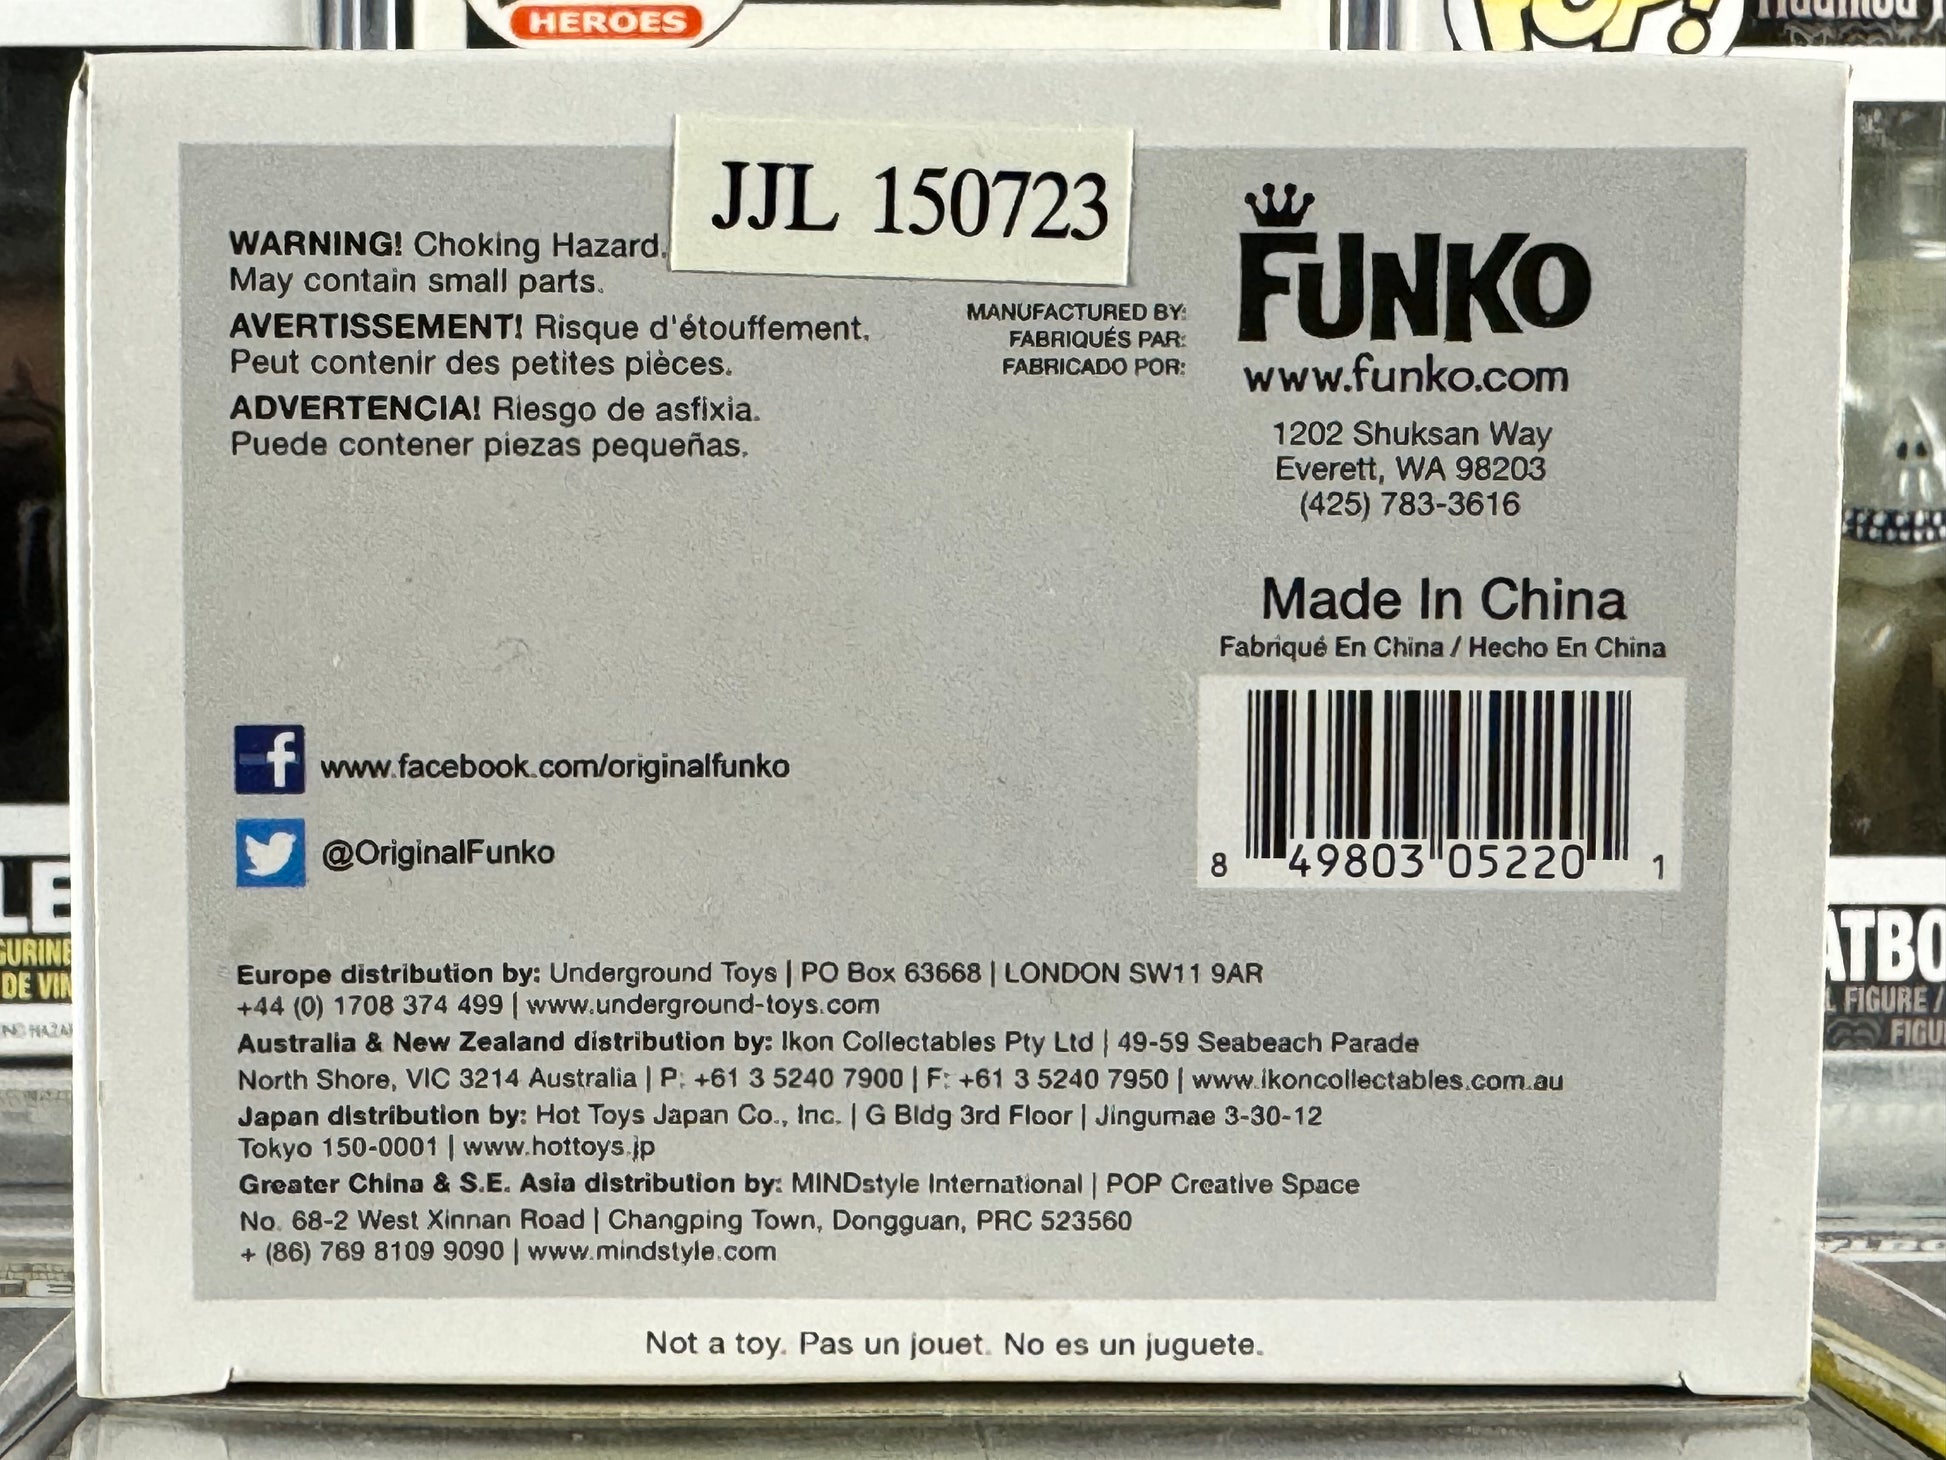 HEROES
POP!
JJL 150723
WARNING! Choking Hazard.
May contain small parts.
AVERTISSEMENT! Risque d'étouffement.
Peut contenir des petites pièces.
ADVERTENCIA! Riesgo de asfixia.
Puede contener piezas pequeñas.
MANUFACTURED BY:
FABRIQUÉS PAR:
FABRICADO POR:
FUNKO
www.funko.com
1202 Shuksan Way
Everett, WA 98203
(425) 783-3616
Made In China
Fabriqué En China / Hecho En China
8 49803 05220 1
www.facebook.com/originalfunko
@OriginalFunko
Europe distribution by: Underground Toys | PO Box 63668 | LONDON SW11 9AR
+44 (0) 1708 374 499 | www.underground-toys.com
Australia & New Zealand distribution by: Ikon Collectables Pty Ltd | 49-59 Seabeach Parade
North Shore, VIC 3214 Australia | P: +61 3 5240 7900 | F: +61 3 5240 7950 | www.ikoncollectables.com.au
Japan distribution by: Hot Toys Japan Co., Inc. | G Bldg 3rd Floor | Jingumae 3-30-12
Tokyo 150-0001 | www.hottoys.jp
Greater China & S.E. Asia distribution by: MINDstyle International | POP Creative Space
No. 68-2 West Xinnan Road | Changping Town, Dongguan, PRC 523560
+ (86) 769 8109 9090 | www.mindstyle.com
Not a toy. Pas un jouet. No es un juguete.
LE
GURINE
DE VIN
ATBO
L FIGURE /
FIGU